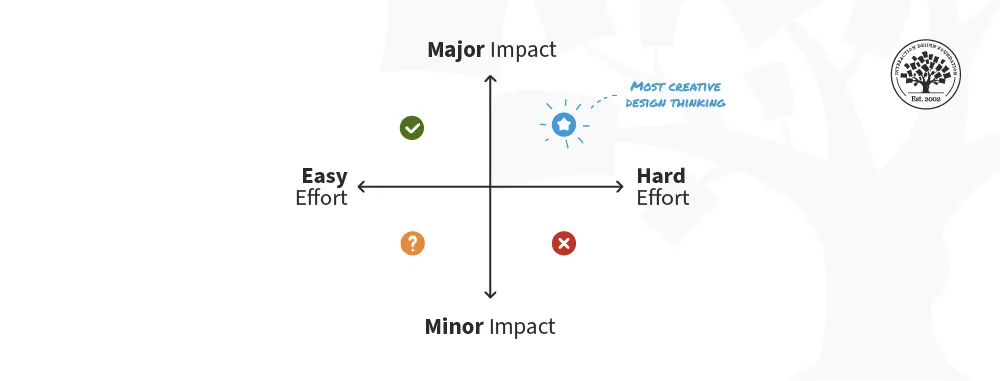 Major Impact
INTERACTION DESIGN FOUNDATION
Est. 2002
MOST CREATIVE
DESIGN THINKING
Easy
Effort
Hard
Effort
?
Minor Impact